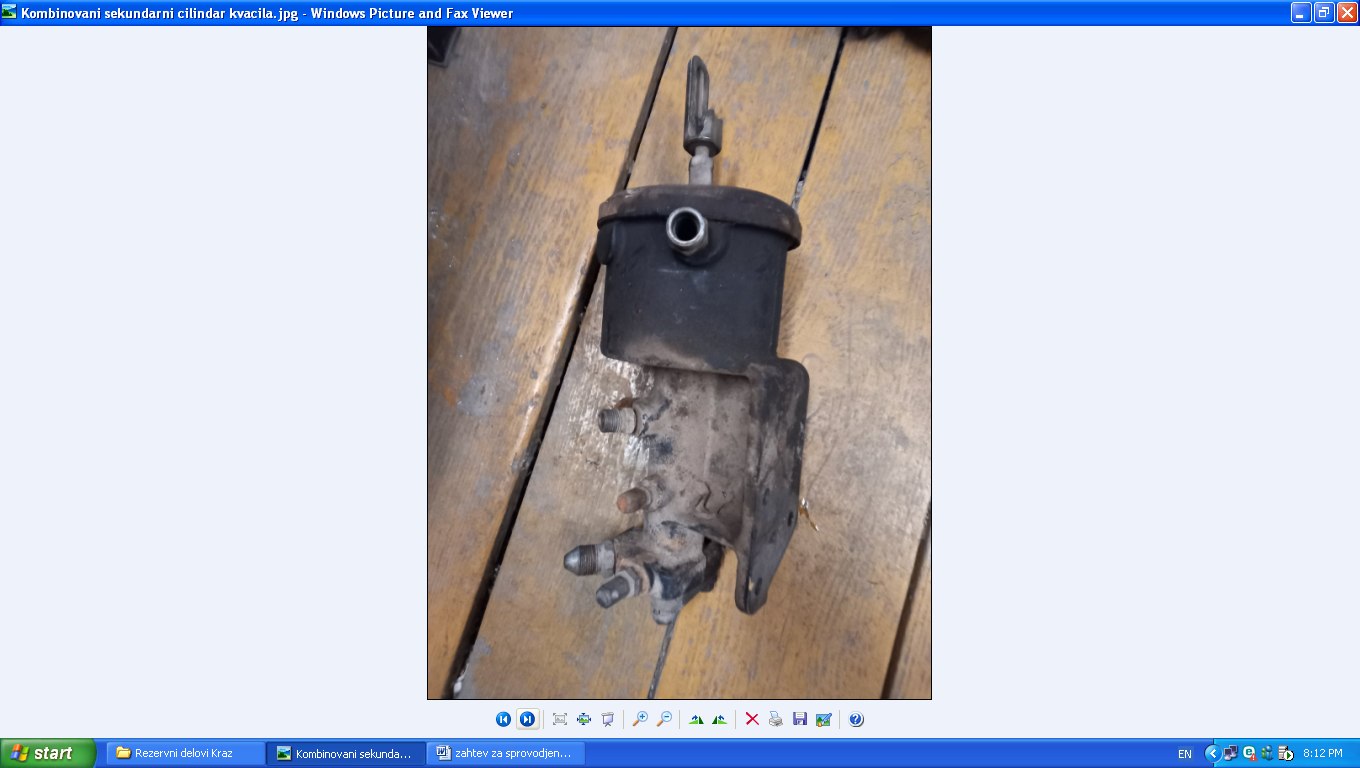 Kombinovani sekundarni cilindar kvacila.jpg - Windows Picture and Fax Viewer
start
Rezervni delovi Kraz
Kombinovani sekunda...
zahtev za sprovodjen...
EN
8:12 PM